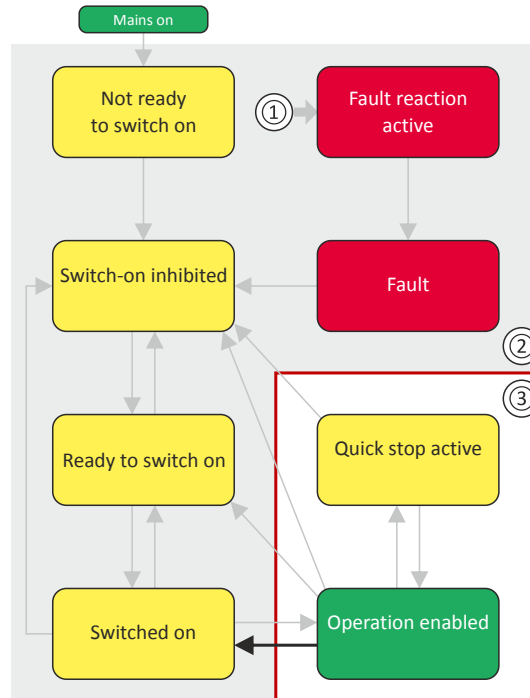 Mains on
Not ready
to switch on
①
Fault reaction
active
Switch-on inhibited
Fault
②
③
Ready to switch on
Quick stop active
Switched on
Operation enabled